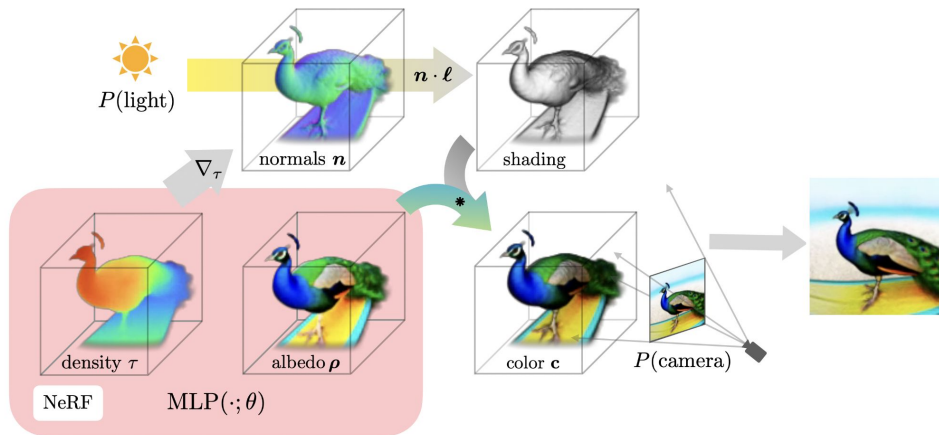 P(light)
normals n
n · ℓ
shading
∇τ
*
density τ
albedo ρ
color c
P(camera)
NeRF
MLP(·; θ)